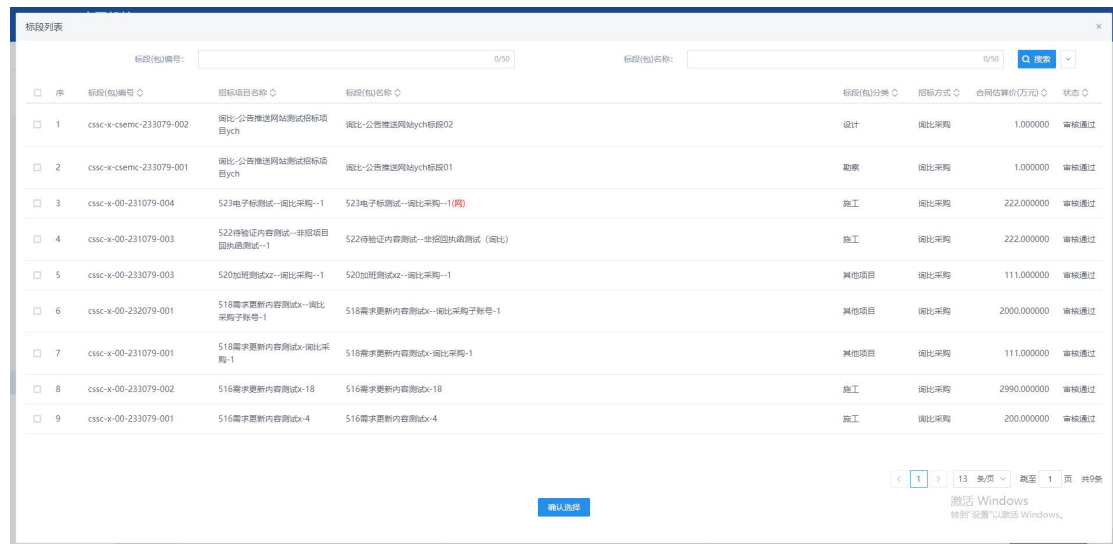 标段列表 ×
标段(包)编号: 0/50 标段(包)名称: 0/50 搜索
序 标段(包)编号 招标项目名称 标段(包)名称 标段(包)分类 招标方式 合同估算价(万元) 状态
1 cssc-x-csemc-233079-002 询比-公告推送网站测试招标项目ych 询比-公告推送网站ych标段02 设计 询比采购 1.000000 审核通过
2 cssc-x-csemc-233079-001 询比-公告推送网站测试招标项目ych 询比-公告推送网站ych标段01 勘察 询比采购 1.000000 审核通过
3 cssc-x-00-231079-004 523电子标测试--询比采购--1 523电子标测试--询比采购--1(网) 施工 询比采购 222.000000 审核通过
4 cssc-x-00-231079-003 522待验证内容测试--非招项目回执函测试--1 522待验证内容测试--非招回执函测试（询比） 施工 询比采购 222.000000 审核通过
5 cssc-x-00-233079-003 520加班测试xz--询比采购--1 520加班测试xz--询比采购--1 其他项目 询比采购 111.000000 审核通过
6 cssc-x-00-232079-001 518需求更新内容测试x--询比采购子账号-1 518需求更新内容测试x--询比采购子账号-1 其他项目 询比采购 2000.000000 审核通过
7 cssc-x-00-231079-001 518需求更新内容测试x-询比采购-1 518需求更新内容测试x-询比采购-1 其他项目 询比采购 111.000000 审核通过
8 cssc-x-00-233079-002 516需求更新内容测试x-18 516需求更新内容测试x-18 施工 询比采购 2990.000000 审核通过
9 cssc-x-00-233079-001 516需求更新内容测试x-4 516需求更新内容测试x-4 施工 询比采购 200.000000 审核通过
< 1 > 13 条/页 跳至 1 页 共9条
确认选择
激活 Windows
转到"设置"以激活 Windows。